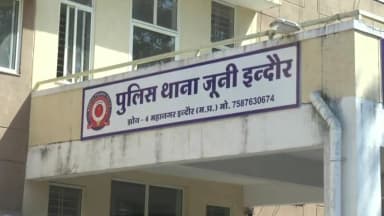 पुलिस थाना जूनी इन्दौर
झोन - 4 महानगर इन्दौर (म.प्र.) मो. 7587630674